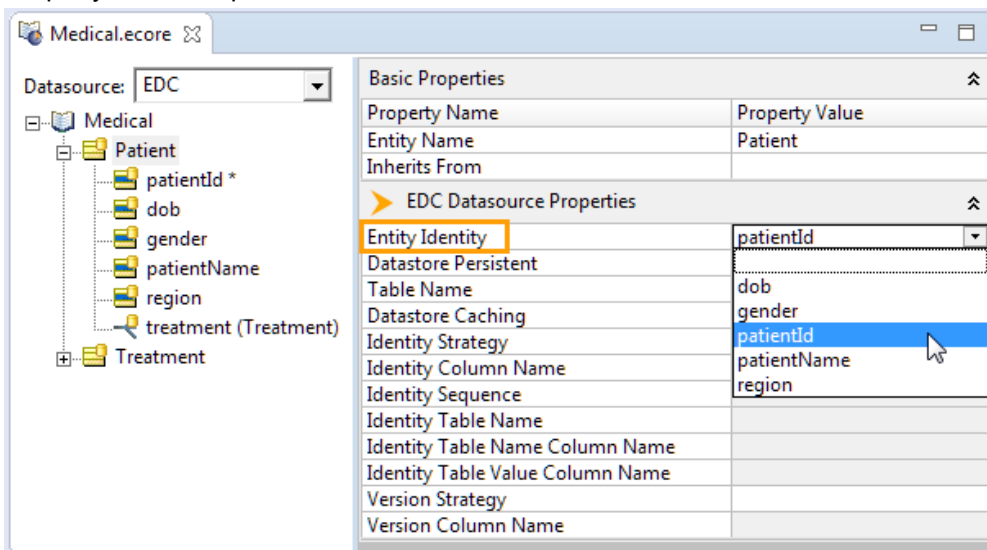 Medical.ecore
Datasource: EDC
Medical
Patient
patientId *
dob
gender
patientName
region
treatment (Treatment)
Treatment
Basic Properties
Property Name Property Value
Entity Name Patient
Inherits From
EDC Datasource Properties
Entity Identity patientId
Datastore Persistent
Table Name
Datastore Caching
Identity Strategy
Identity Column Name
Identity Sequence
Identity Table Name
Identity Table Name Column Name
Identity Table Value Column Name
Version Strategy
Version Column Name
dob
gender
patientId
patientName
region